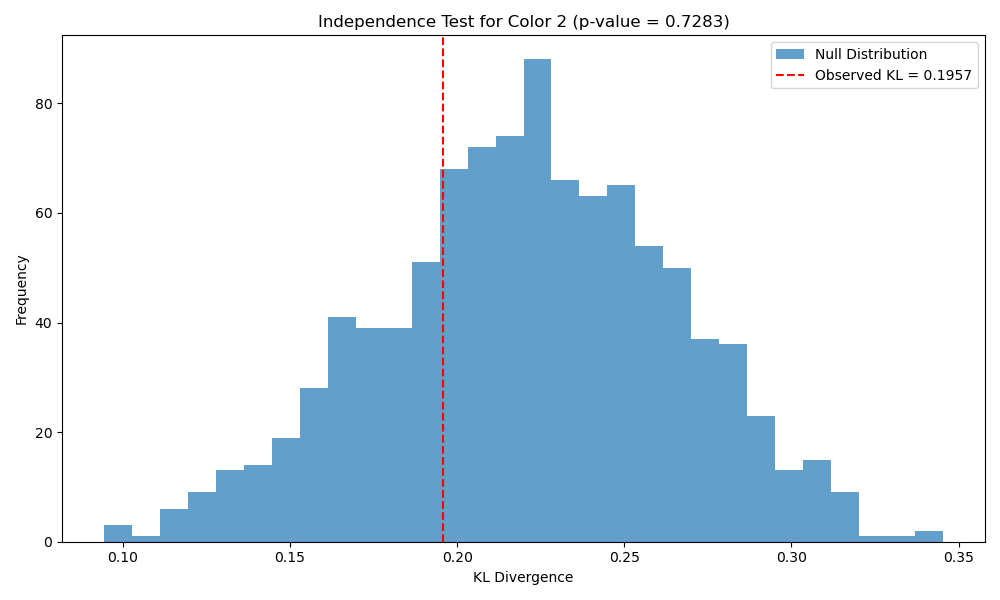 Independence Test for Color 2 (p-value = 0.7283)
Null Distribution
Observed KL = 0.1957
Frequency
80
60
40
20
0
0.10 0.15 0.20 0.25 0.30 0.35
KL Divergence